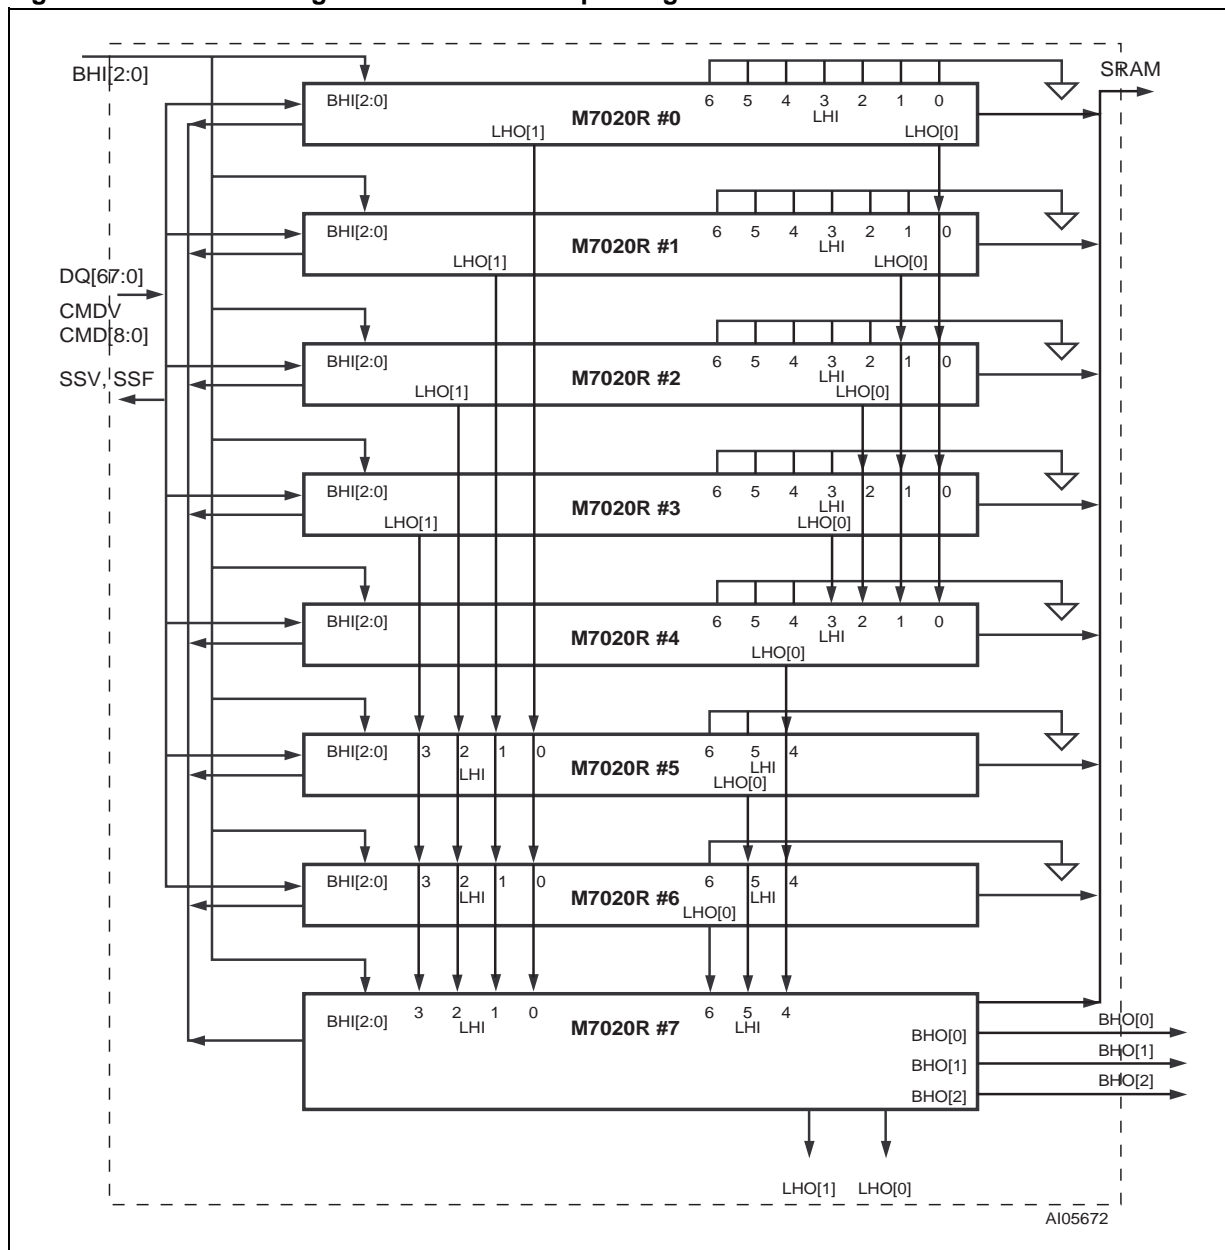 BHI[2:0]
SRAM
BHI[2:0]
6 5 4 3 2 1 0
M7020R #0
LHI
LHO[1]
LHO[0]
BHI[2:0]
6 5 4 3 2 1 0
M7020R #1
LHI
LHO[1]
LHO[0]
DQ[67:0]
CMDV
CMD[8:0]
SSV, SSF
BHI[2:0]
6 5 4 3 2 1 0
M7020R #2
LHI
LHO[1]
LHO[0]
BHI[2:0]
6 5 4 3 2 1 0
M7020R #3
LHI
LHO[1]
LHO[0]
BHI[2:0]
6 5 4 3 2 1 0
M7020R #4
LHI
LHO[0]
BHI[2:0]
3 2 1 0
6 5 4
LHI
M7020R #5
LHI
LHO[0]
BHI[2:0]
3 2 1 0
6 5 4
LHI
M7020R #6
LHI
LHO[0]
BHI[2:0]
3 2 1 0
6 5 4
LHI
M7020R #7
LHI
BHO[0]
BHO[0]
BHO[1]
BHO[1]
BHO[2]
BHO[2]
LHO[1]
LHO[0]
AI05672